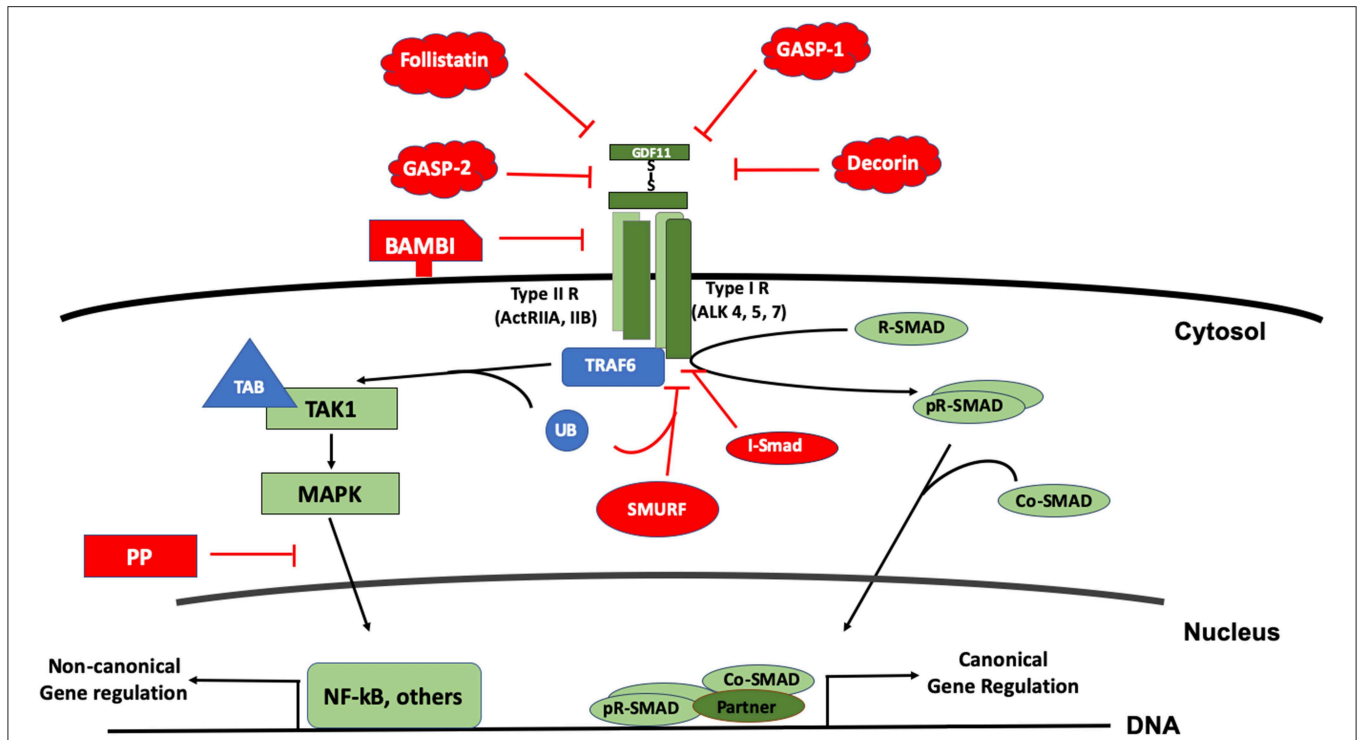 Follistatin
GASP-1
GDF11
S
S
GASP-2
Decorin
BAMBI
Type II R
(ActRIIA, IIB)
Type I R
(ALK 4, 5, 7)
R-SMAD
Cytosol
TRAF6
TAB
TAK1
pR-SMAD
UB
I-Smad
MAPK
Co-SMAD
SMURF
PP
Nucleus
Non-canonical
Gene regulation
NF-kB, others
Co-SMAD
pR-SMAD
Partner
Canonical
Gene Regulation
DNA